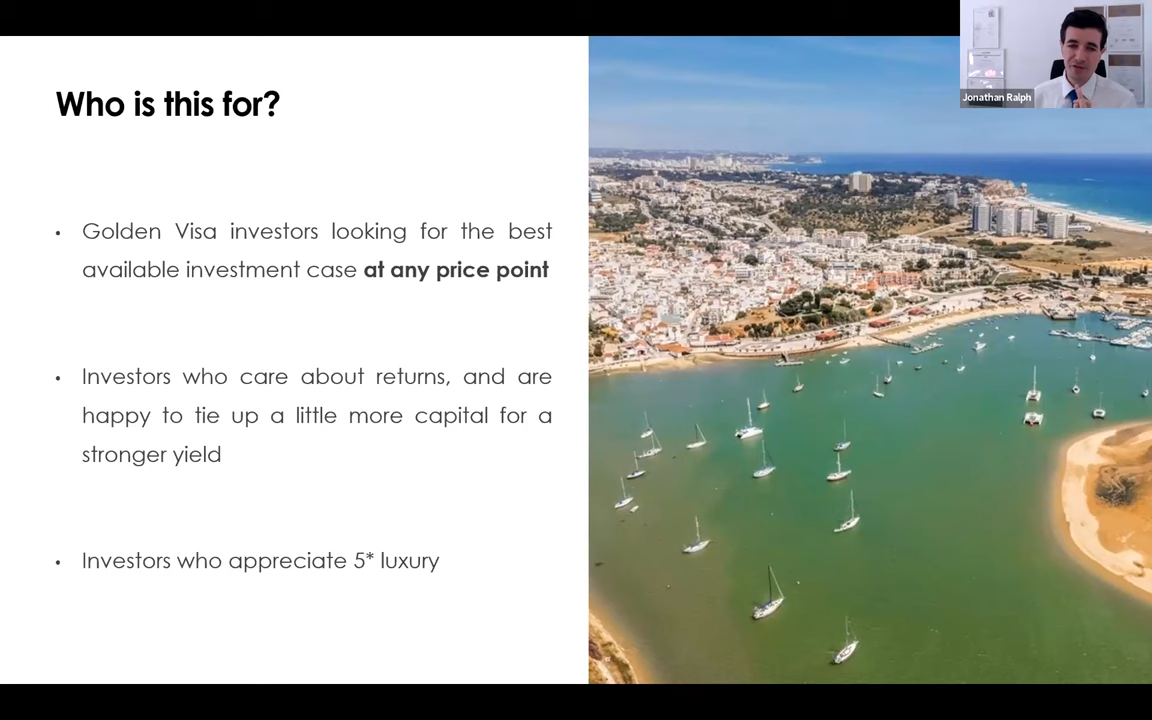 Jonathan Ralph
Who is this for?
• Golden Visa investors looking for the best
available investment case at any price point
• Investors who care about returns, and are
happy to tie up a little more capital for a
stronger yield
• Investors who appreciate 5* luxury